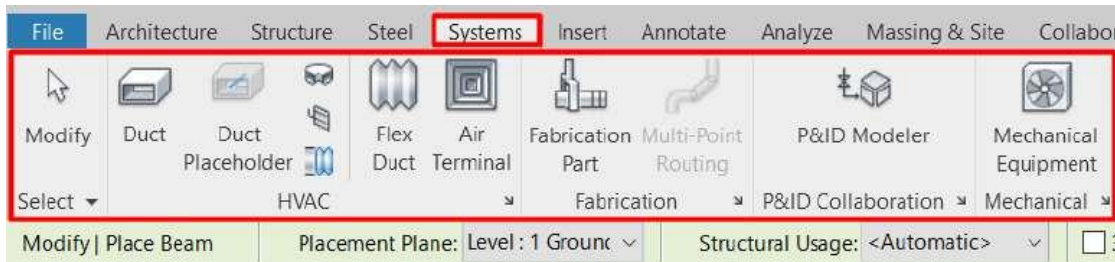 File Architecture Structure Steel Systems Insert Annotate Analyze Massing & Site
Modify Duct Duct Flex Air Fabrication Multi-Point P&ID Modeler Mechanical
Placeholder Duct Terminal Part Routing Equipment
Select HVAC Fabrication P&ID Collaboration Mechanical
Modify | Place Beam Placement Plane: Level : 1 Structural Usage: <Automatic>